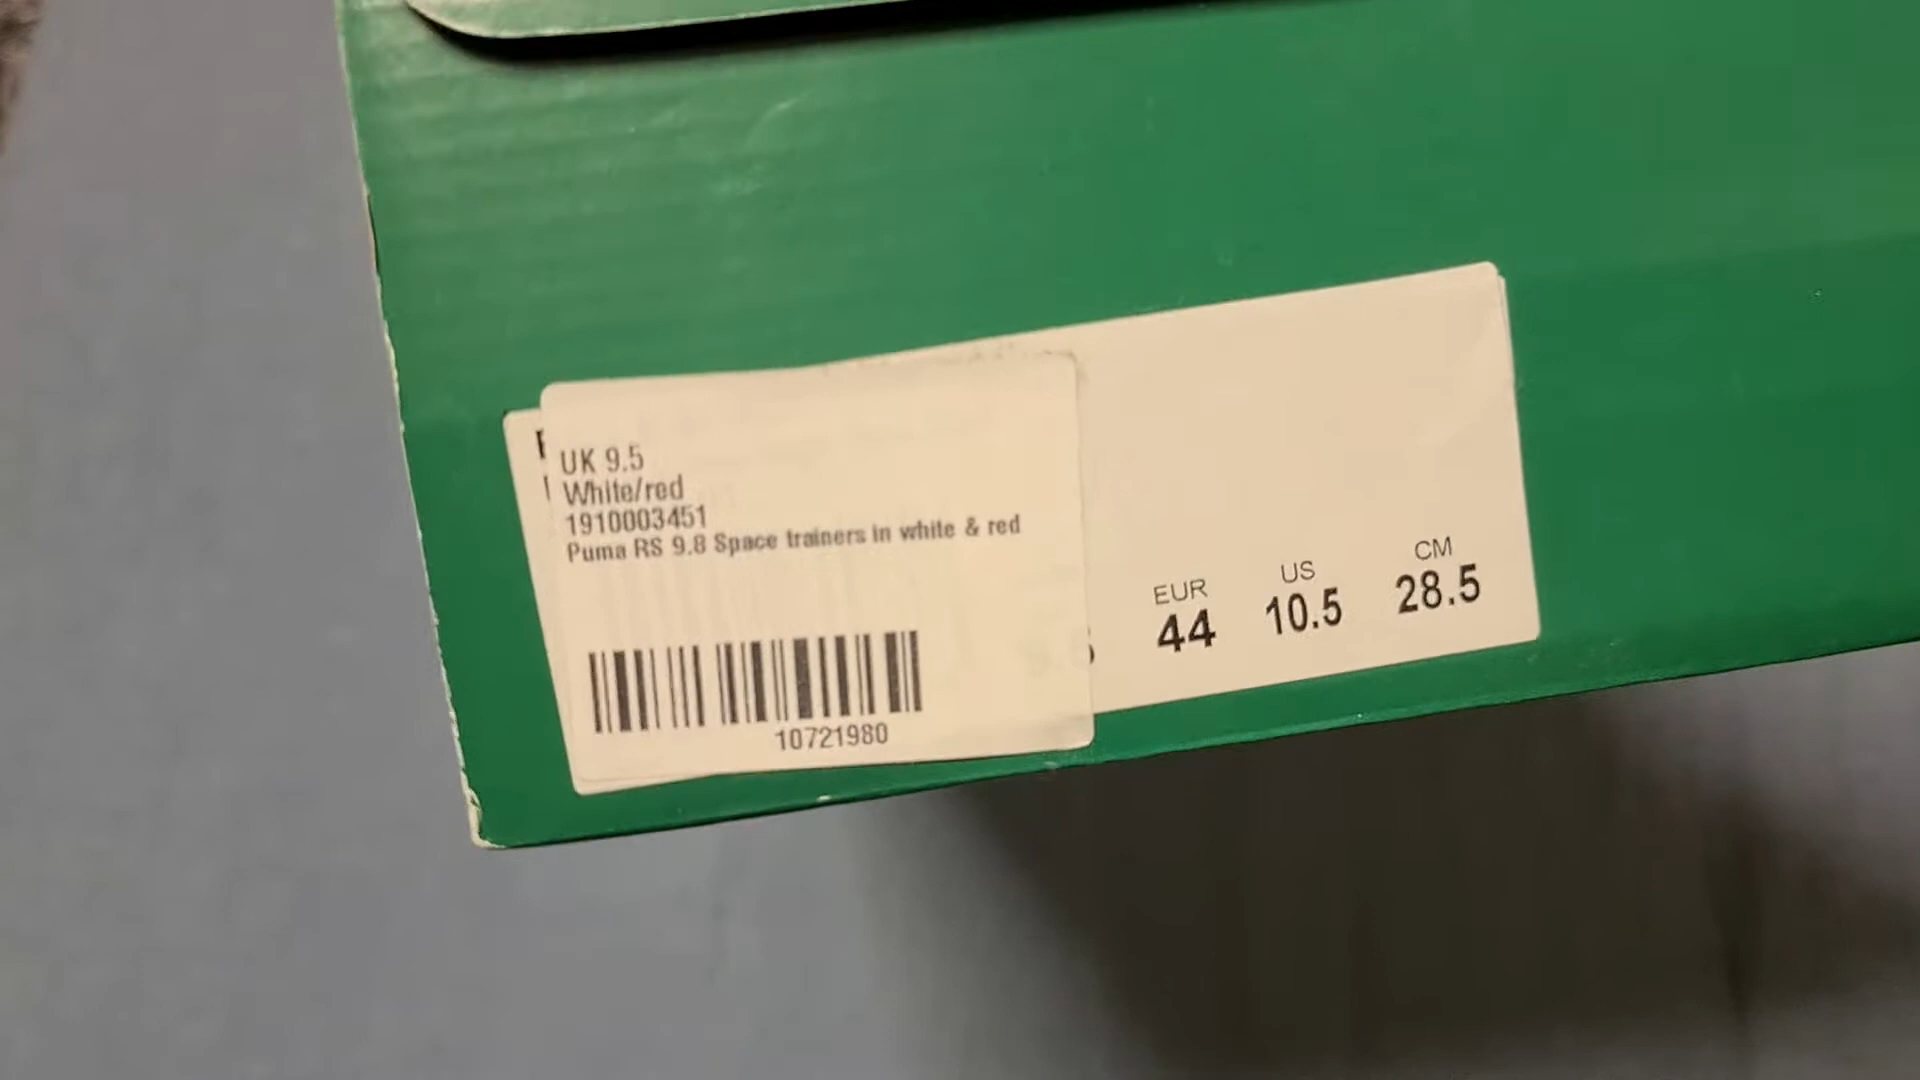 UK 9.5
White/red
1910003451
Puma RS 9.8 Space trainers in white & red
10721980
EUR
44
US
10.5
CM
28.5